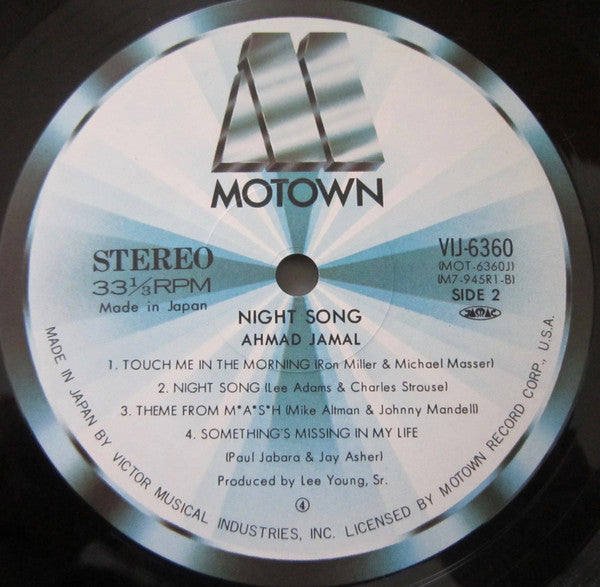 MOTOWN
STEREO
33⅓RPM
Made in Japan
VIJ-6360
(MOT-6360J)
(M7-945R1-B)
SIDE 2
JASRAC
NIGHT SONG
AHMAD JAMAL
1. TOUCH ME IN THE MORNING (Ron Miller & Michael Masser)
2. NIGHT SONG (Lee Adams & Charles Strouse)
3. THEME FROM M*A*S*H (Mike Altman & Johnny Mandell)
4. SOMETHING'S MISSING IN MY LIFE
(Paul Jabara & Jay Asher)
Produced by Lee Young, Sr.
④
MADE IN JAPAN BY VICTOR MUSICAL INDUSTRIES, INC. LICENSED BY MOTOWN RECORD CORP., U.S.A.